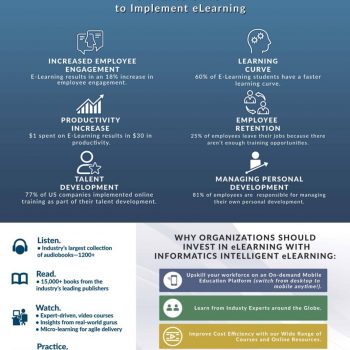 to Implement eLearning
INCREASED EMPLOYEE
ENGAGEMENT
E-Learning results in an 18% increase in
employee engagement.
LEARNING
CURVE
60% of E-Learning students have a faster
learning curve.
PRODUCTIVITY
INCREASE
$1 spent on E-Learning results in $30 in
productivity.
EMPLOYEE
RETENTION
25% of employees leave their jobs because there
aren't enough training opportunities.
TALENT
DEVELOPMENT
77% of US companies implemented online
training as part of their talent development.
MANAGING PERSONAL
DEVELOPMENT
81% of employees are responsible for managing
their own personal development.
Listen.
• Industry's largest collection
of audiobooks—1200+
Read.
• 15,000+ books from the
industry's leading publishers
Watch.
• Expert-driven, video courses
• Insights from real-world gurus
• Micro-learning for agile delivery
Practice.
WHY ORGANIZATIONS SHOULD
INVEST IN eLEARNING WITH
INFORMATICS INTELLIGENT eLEARNING:
Upskill your workforce on an On-demand Mobile
Education Platform (switch from desktop to
mobile anytime!).
Learn from Industy Experts around the Globe.
Improve Cost Efficiency with our Wide Range of
Courses and Online Resources.